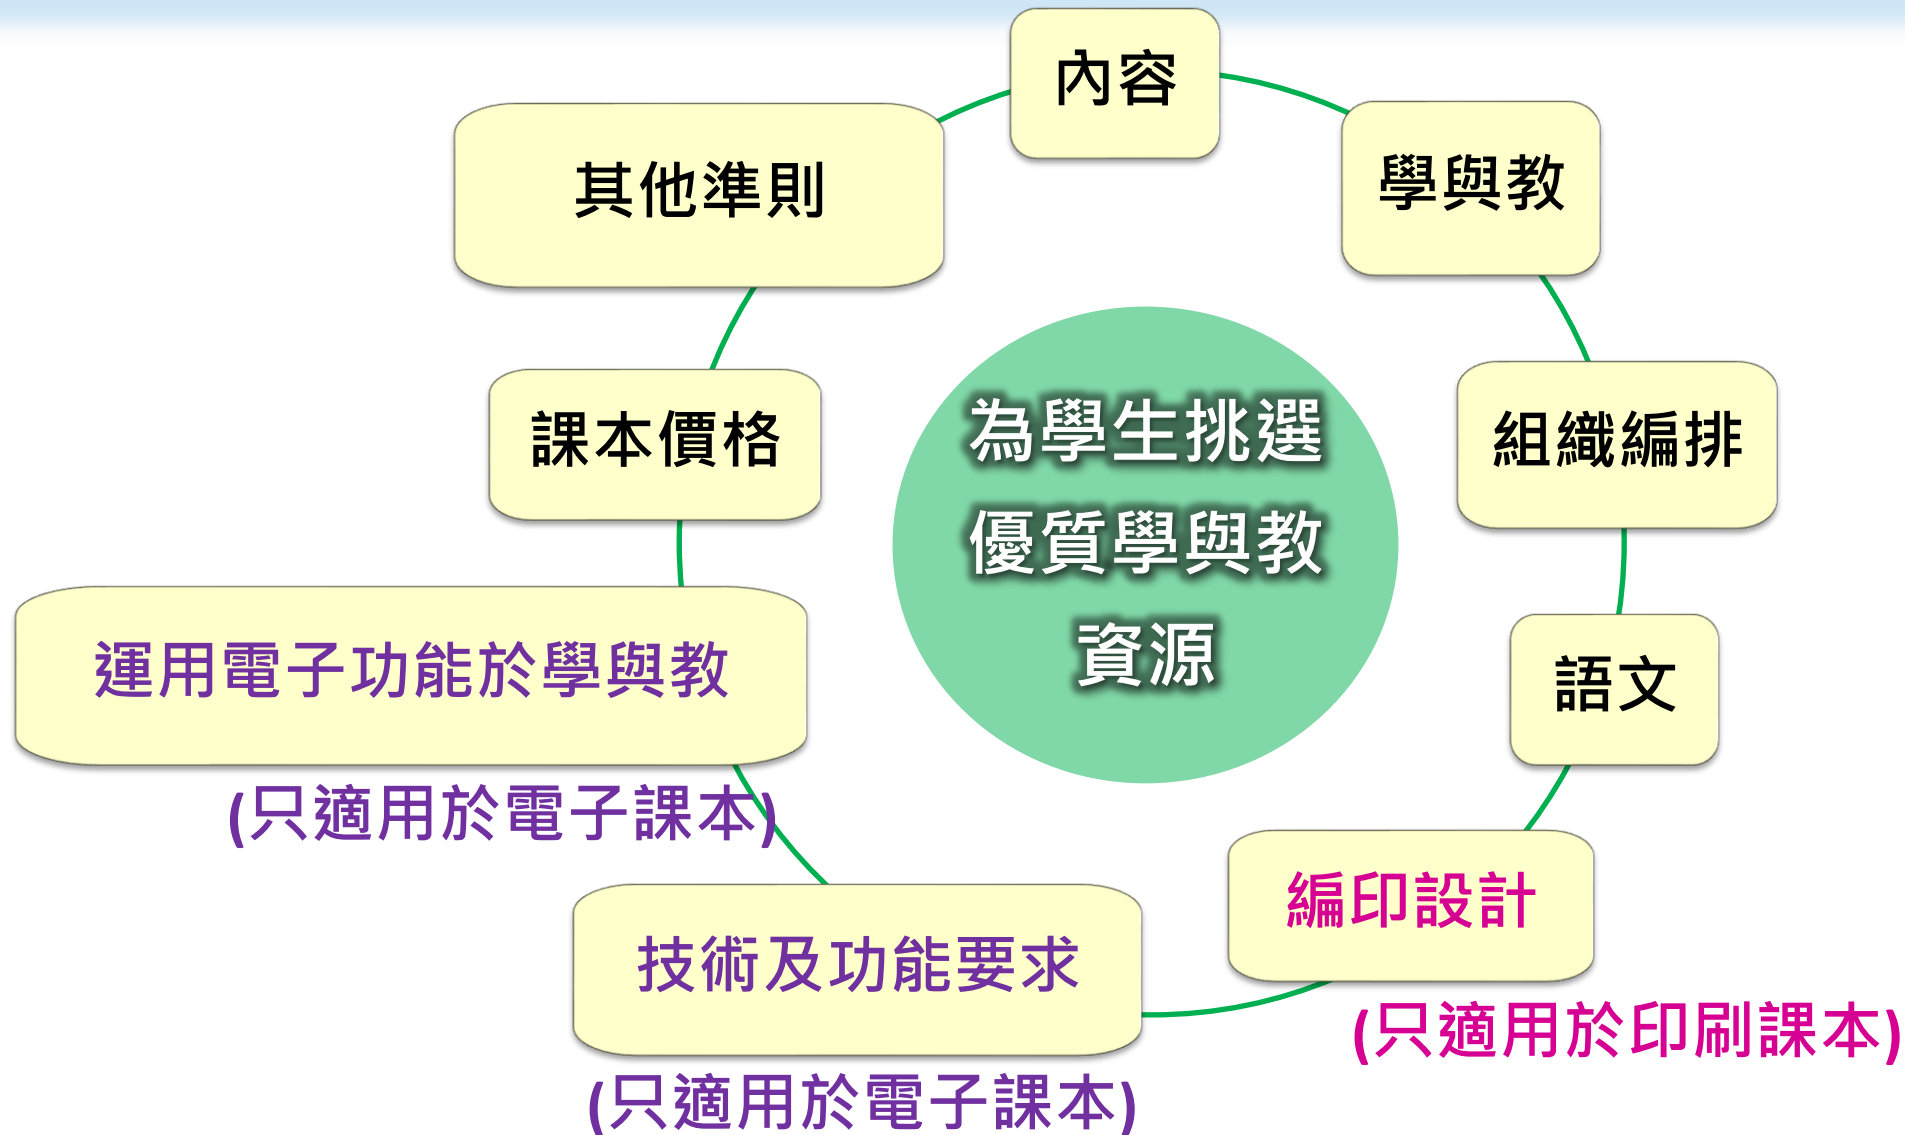 內容
學與教
組織編排
語文
編印設計
(只適用於印刷課本)
技術及功能要求
(只適用於電子課本)
運用電子功能於學與教
(只適用於電子課本)
課本價格
其他準則
為學生挑選
優質學與教
資源